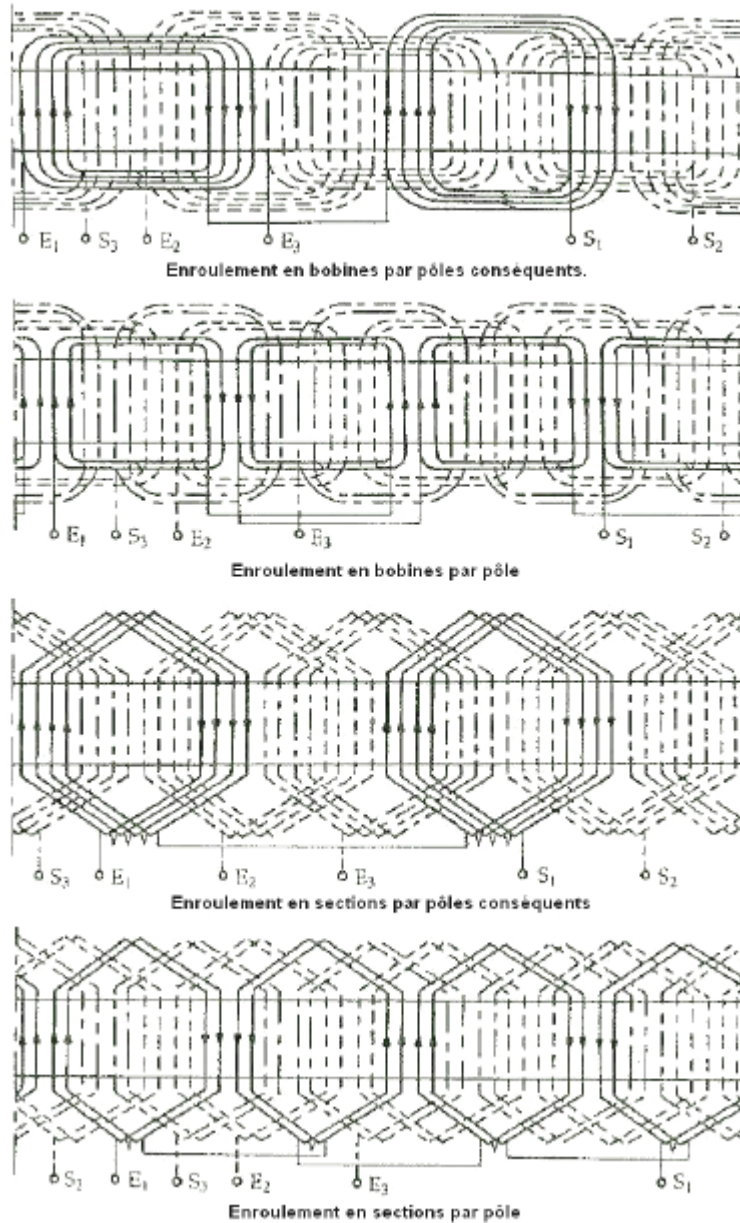 E1 S3 E2 E3 S1 S2
Enroulement en bobines par pôles conséquents.
E1 S3 E2 E3 S1 S2
Enroulement en bobines par pôle
S3 E1 E2 E3 S1 S2
Enroulement en sections par pôles conséquents
S2 E1 S3 E2 E3 S1
Enroulement en sections par pôle